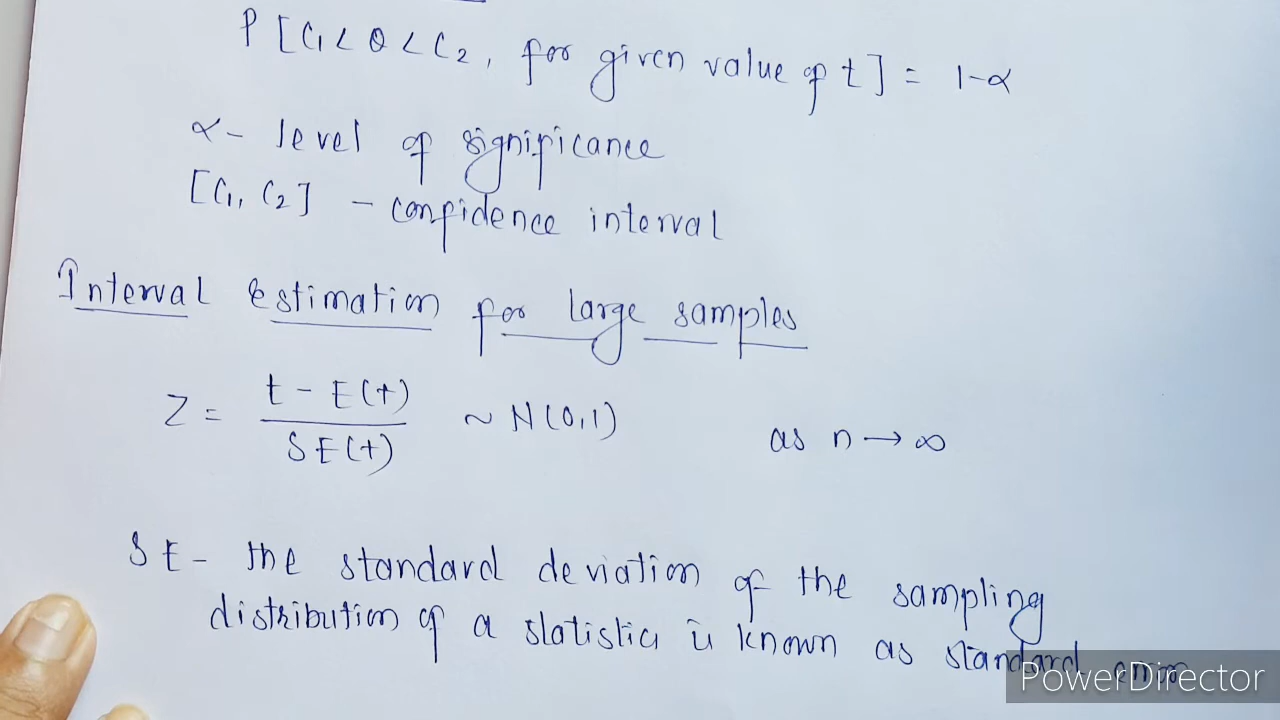 P [C₁ < θ < C₂, for given value of t] = 1-α
α - level of significance
[C₁, C₂] - confidence interval
Interval estimation for large samples
Z = t - E(t) / SE(t) ~ N(0,1) as n → ∞
SE - the standard deviation of the sampling
distribution of a statistic is known as standard error
PowerDirector